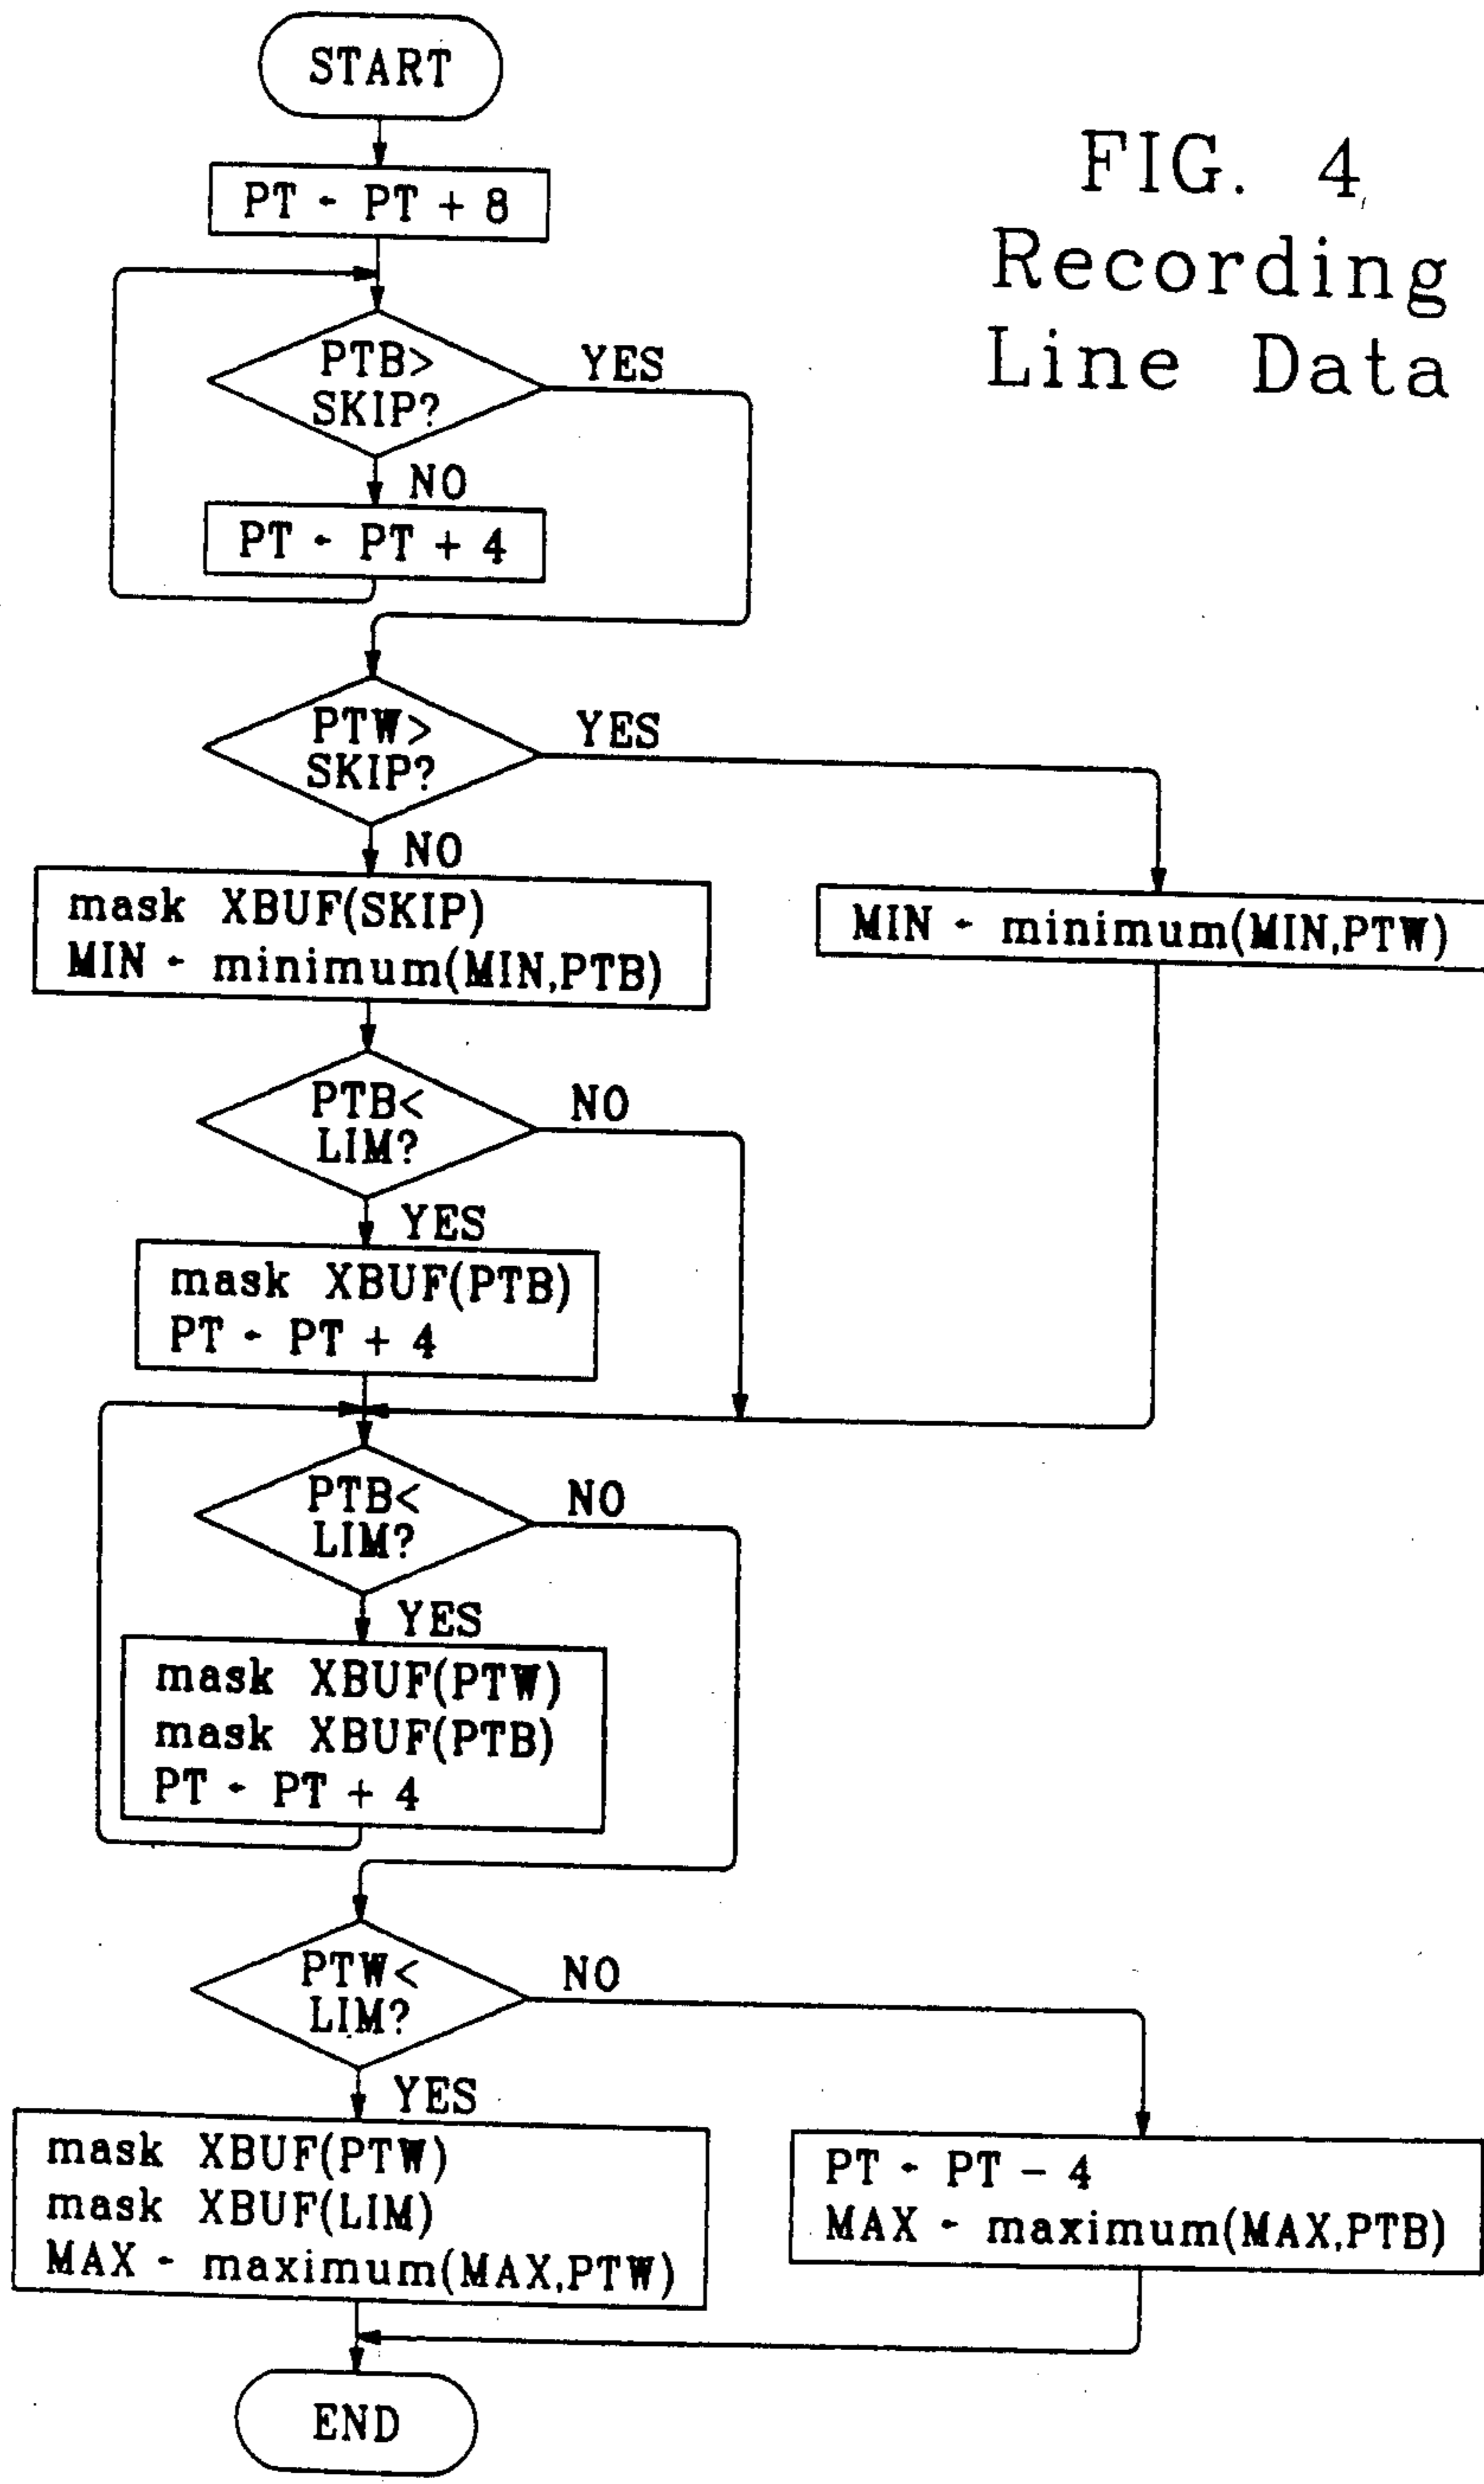 START
FIG. 4
Recording
Line Data
PT ← PT + 8
PTB>
SKIP?
YES
NO
PT ← PT + 4
PTW>
SKIP?
YES
NO
mask XBUF(SKIP)
MIN ← minimum(MIN,PTB)
MIN ← minimum(MIN,PTW)
PTB<
LIM?
NO
YES
mask XBUF(PTB)
PT ← PT + 4
PTB<
LIM?
NO
YES
mask XBUF(PTW)
mask XBUF(PTB)
PT ← PT + 4
PTW<
LIM?
NO
YES
mask XBUF(PTW)
mask XBUF(LIM)
MAX ← maximum(MAX,PTW)
PT ← PT - 4
MAX ← maximum(MAX,PTB)
END